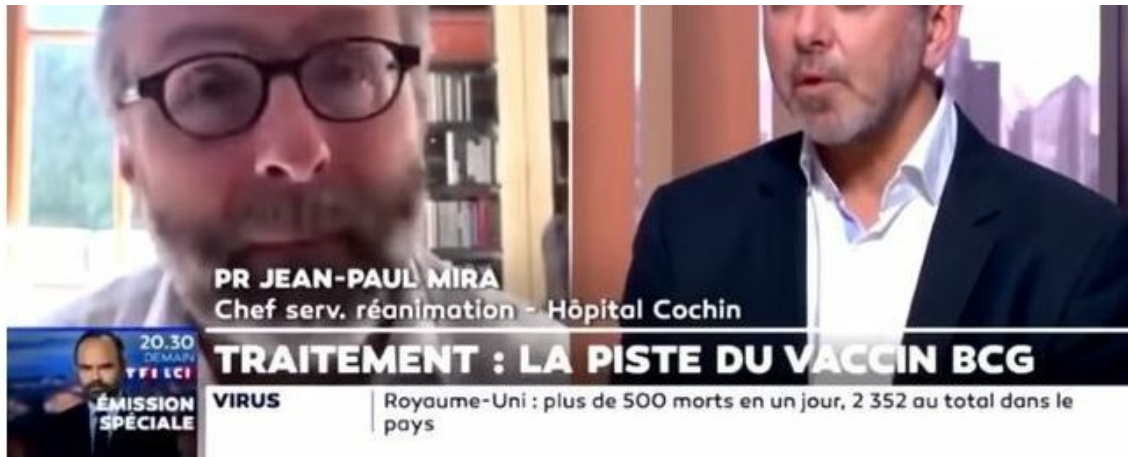 PR JEAN-PAUL MIRA
Chef serv. réanimation - Hôpital Cochin
TRAITEMENT : LA PISTE DU VACCIN BCG
20.30
DEMAIN
TF1 LCI
ÉMISSION
SPÉCIALE
VIRUS
Royaume-Uni : plus de 500 morts en un jour, 2 352 au total dans le
pays